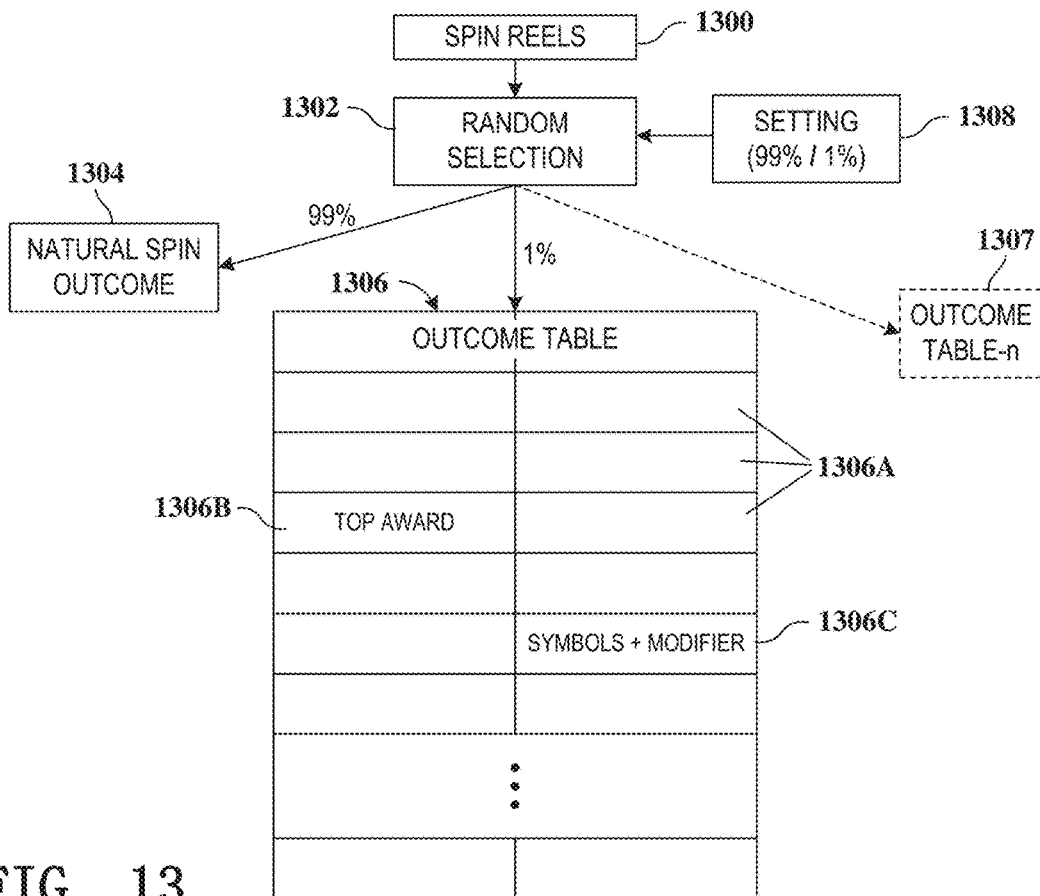 SPIN REELS
1300
1302
RANDOM
SELECTION
SETTING
(99% / 1%)
1308
1304
99%
1%
NATURAL SPIN
OUTCOME
1306
1307
OUTCOME
TABLE-n
OUTCOME TABLE
1306A
1306B
TOP AWARD
1306C
SYMBOLS + MODIFIER
FIG. 13